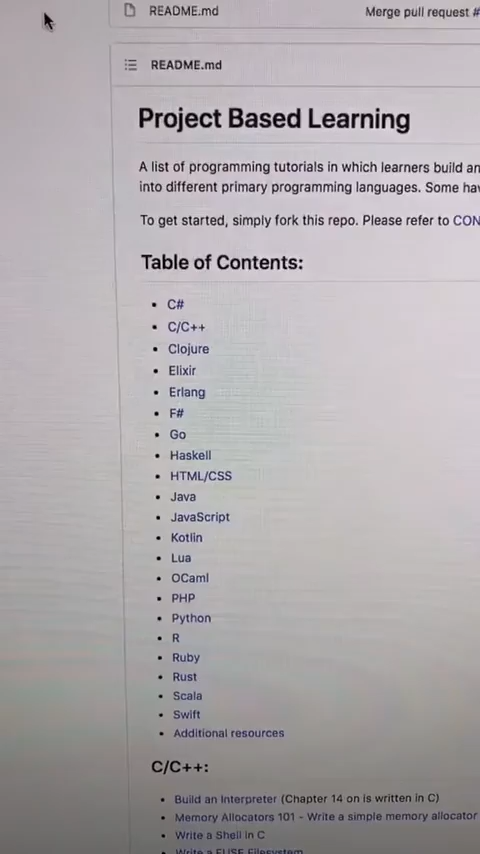 README.md Merge pull request #
README.md
Project Based Learning
A list of programming tutorials in which learners build an
into different primary programming languages. Some hav
To get started, simply fork this repo. Please refer to CON
Table of Contents:
C#
C/C++
Clojure
Elixir
Erlang
F#
Go
Haskell
HTML/CSS
Java
JavaScript
Kotlin
Lua
OCaml
PHP
Python
R
Ruby
Rust
Scala
Swift
Additional resources
C/C++:
Build an Interpreter (Chapter 14 on is written in C)
Memory Allocators 101 - Write a simple memory allocator
Write a Shell in C
Write a FUSE Filesystem